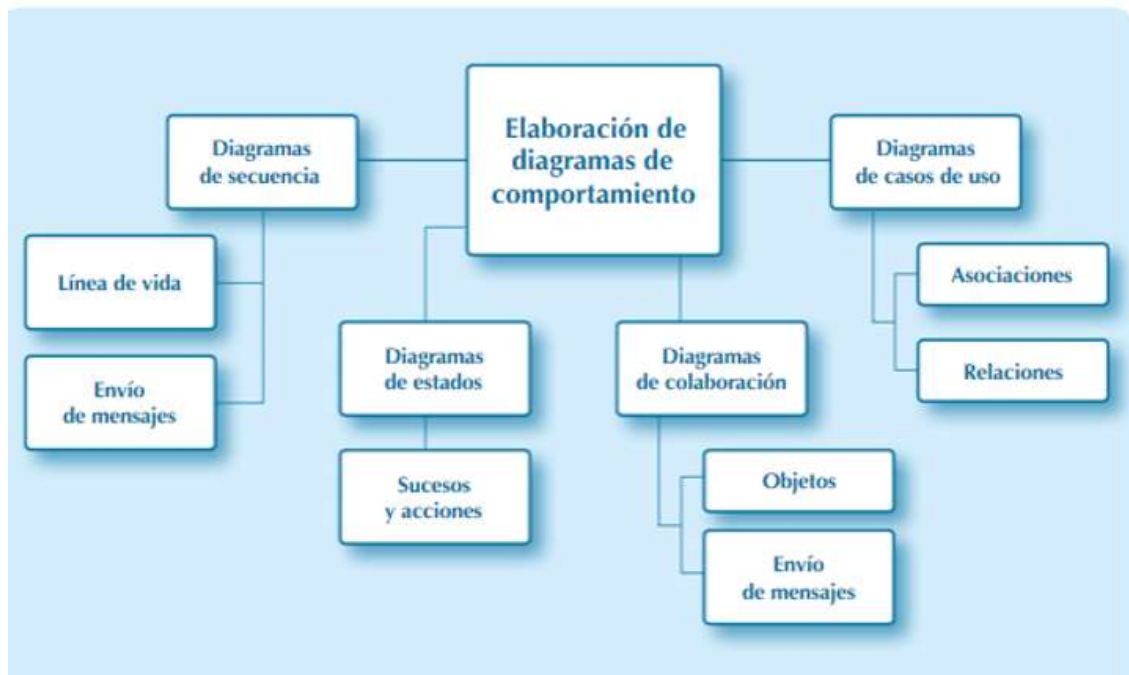 Elaboración de
diagramas de
comportamiento
Diagramas
de secuencia
Línea de vida
Envío
de mensajes
Diagramas
de estados
Sucesos
y acciones
Diagramas
de colaboración
Objetos
Envío
de mensajes
Diagramas
de casos de uso
Asociaciones
Relaciones